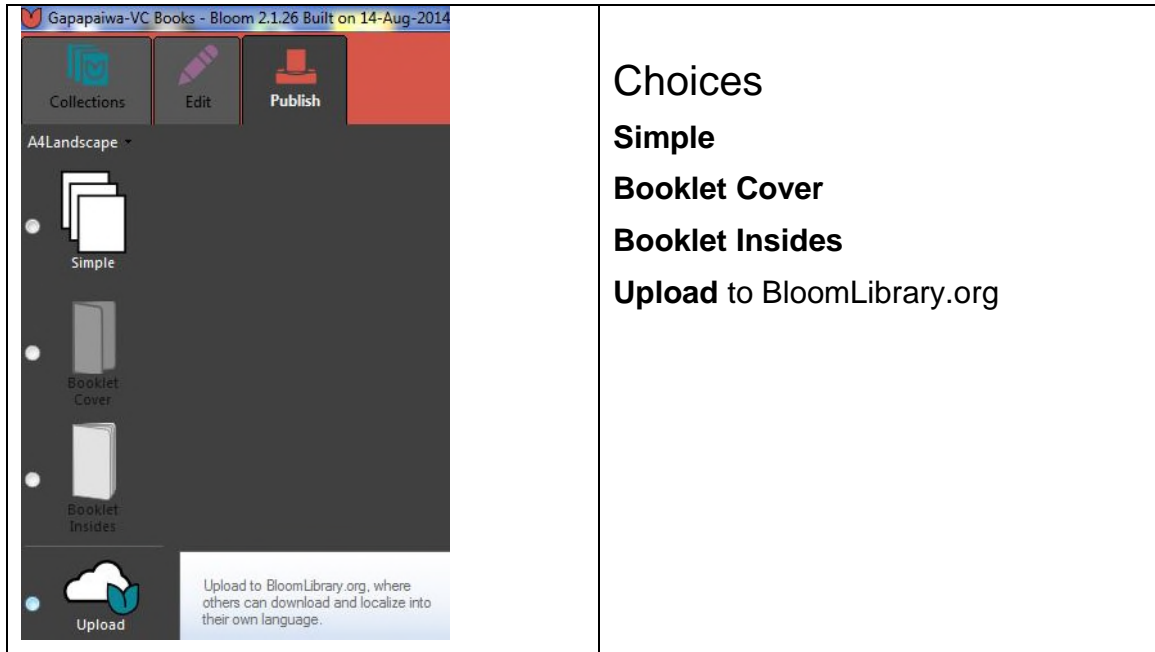 Gapapaiwa-VC Books - Bloom 2.1.26 Built on 14-Aug-2014
Collections
Edit
Publish
A4Landscape
Simple
Booklet
Cover
Booklet
Insides
Upload
Upload to BloomLibrary.org, where
others can download and localize into
their own language.
Choices
Simple
Booklet Cover
Booklet Insides
Upload to BloomLibrary.org